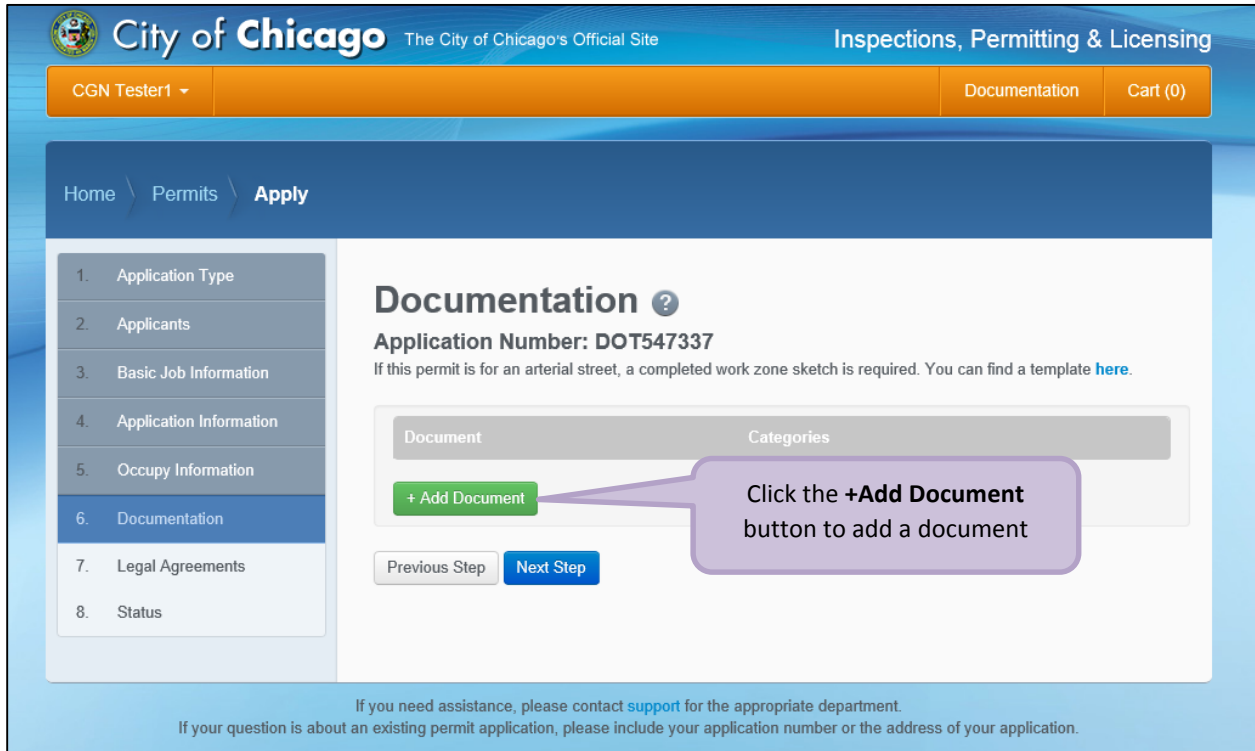 City of Chicago The City of Chicago's Official Site Inspections, Permitting & Licensing
CGN Tester1 Documentation Cart (0)
Home Permits Apply
1. Application Type
2. Applicants
3. Basic Job Information
4. Application Information
5. Occupy Information
6. Documentation
7. Legal Agreements
8. Status
Documentation ?
Application Number: DOT547337
If this permit is for an arterial street, a completed work zone sketch is required. You can find a template here.
Document Categories
+ Add Document
Click the +Add Document
button to add a document
Previous Step Next Step
If you need assistance, please contact support for the appropriate department.
If your question is about an existing permit application, please include your application number or the address of your application.